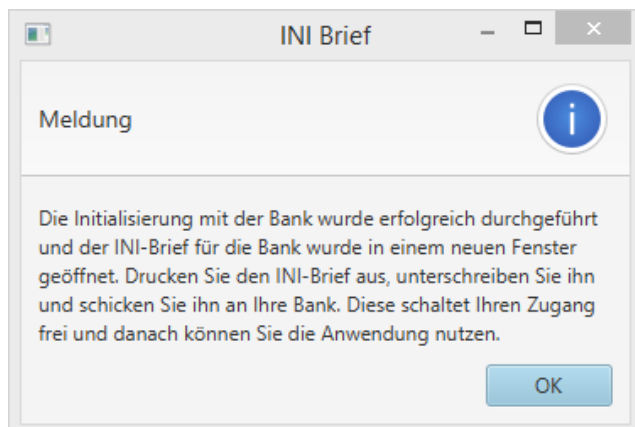 INI Brief
Meldung
Die Initialisierung mit der Bank wurde erfolgreich durchgeführt
und der INI-Brief für die Bank wurde in einem neuen Fenster
geöffnet. Drucken Sie den INI-Brief aus, unterschreiben Sie ihn
und schicken Sie ihn an Ihre Bank. Diese schaltet Ihren Zugang
frei und danach können Sie die Anwendung nutzen.
OK